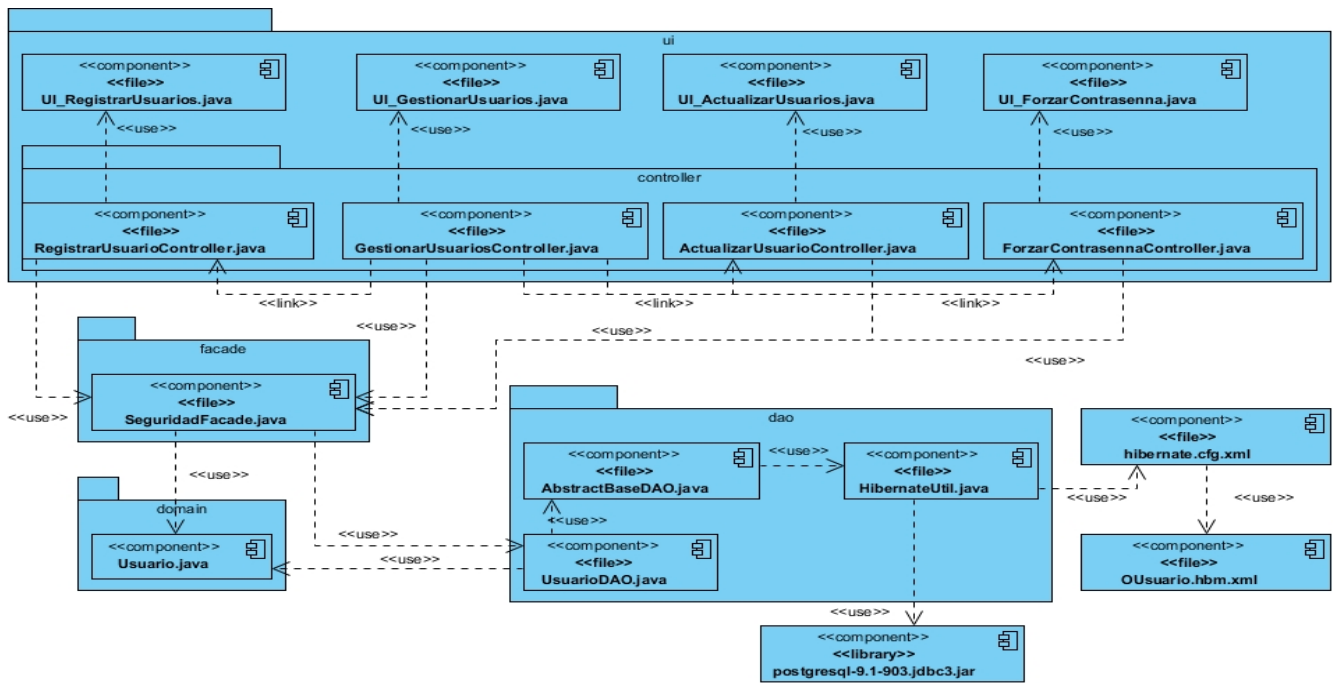 ui
<<component>>
<<file>>
UI_RegistrarUsuarios.java
<<component>>
<<file>>
UI_GestionarUsuarios.java
<<component>>
<<file>>
UI_ActualizarUsuarios.java
<<component>>
<<file>>
UI_ForzarContrasenna.java
<<use>>
<<use>>
<<use>>
<<use>>
controller
<<component>>
<<file>>
RegistrarUsuarioController.java
<<component>>
<<file>>
GestionarUsuariosController.java
<<component>>
<<file>>
ActualizarUsuarioController.java
<<component>>
<<file>>
ForzarContrasennaController.java
<<link>>
<<link>>
<<link>>
<<use>>
<<use>>
<<use>>
facade
<<component>>
<<file>>
SeguridadFacade.java
<<use>>
<<use>>
domain
<<component>>
Usuario.java
<<use>>
<<use>>
dao
<<component>>
<<file>>
AbstractBaseDAO.java
<<use>>
<<component>>
<<file>>
HibernateUtil.java
<<use>>
<<component>>
<<file>>
UsuarioDAO.java
<<use>>
<<component>>
<<file>>
hibernate.cfg.xml
<<use>>
<<component>>
<<file>>
OUsuario.hbm.xml
<<use>>
<<component>>
<<library>>
postgresql-9.1-903.jdbc3.jar